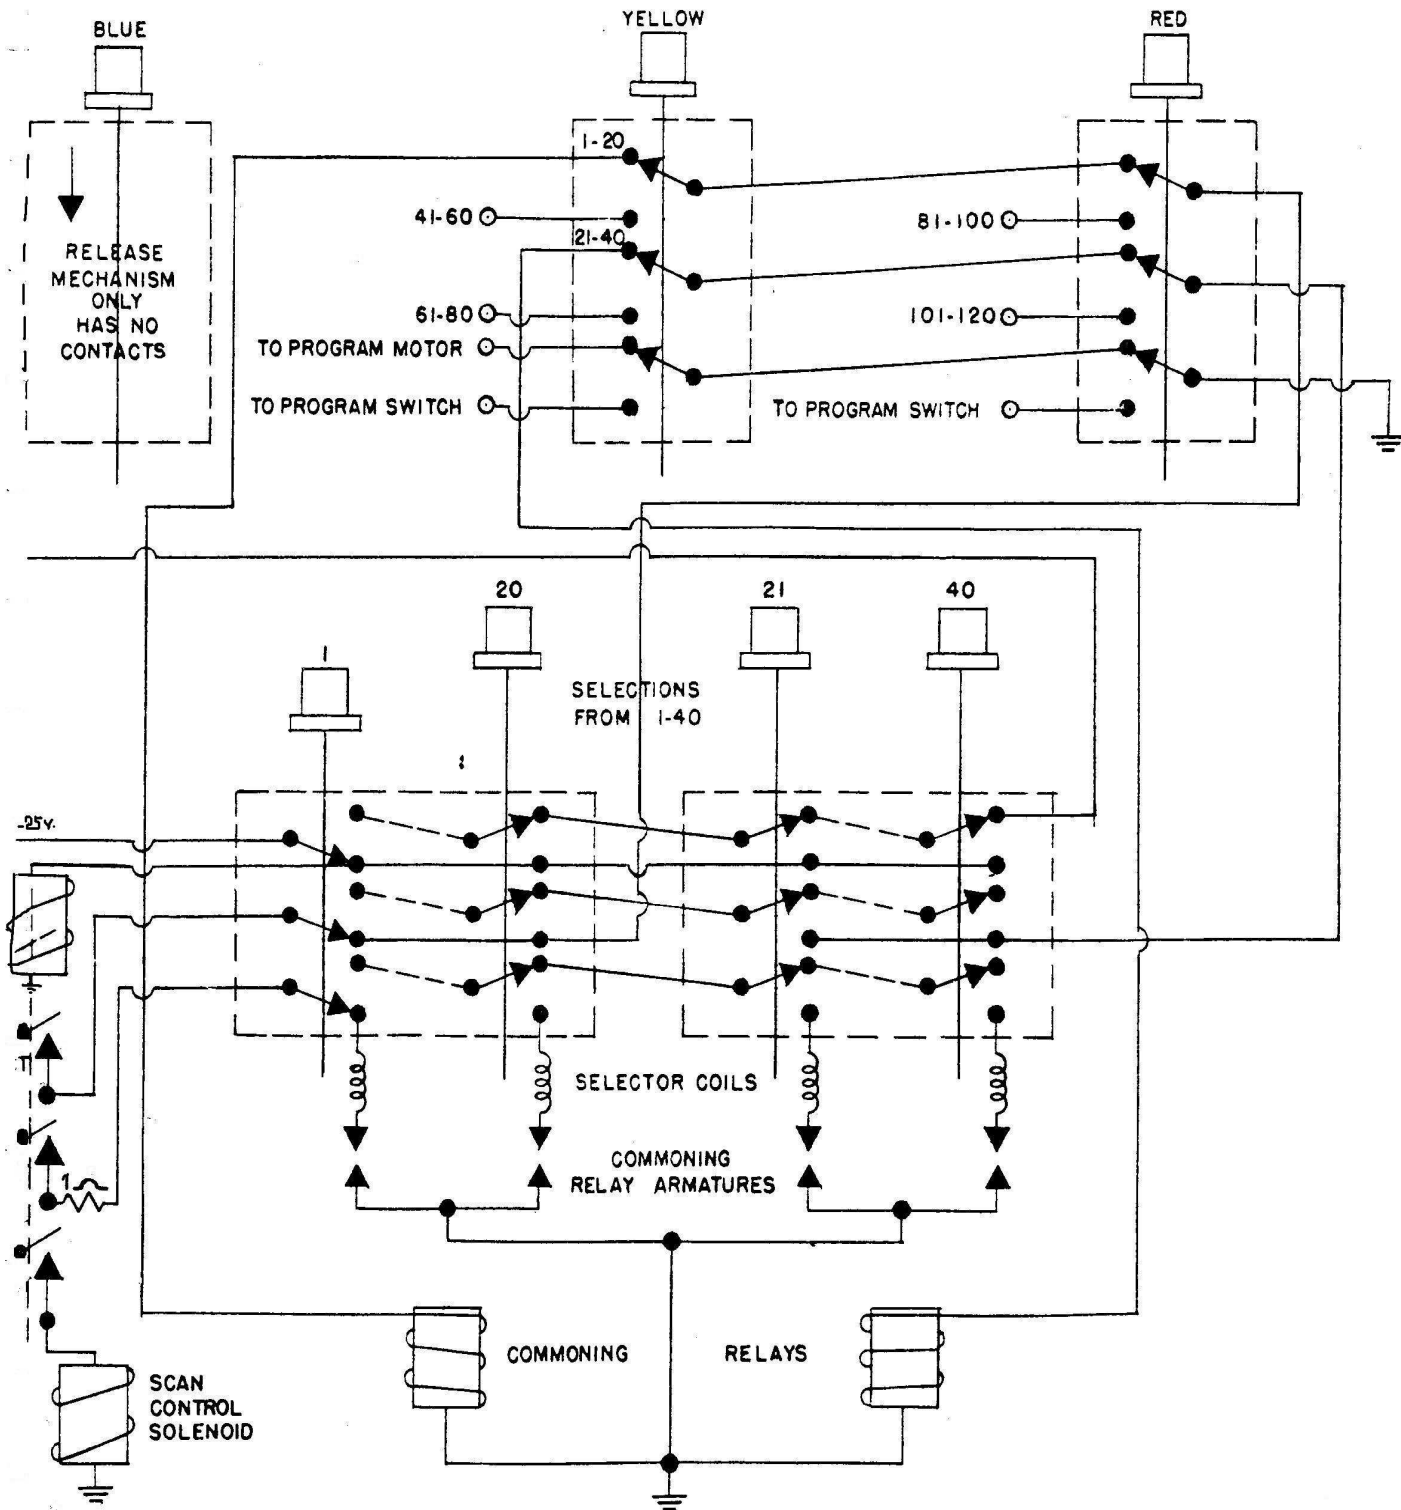 BLUE
YELLOW
RED
1-20
41-60
81-100
RELEASE
MECHANISM
ONLY
HAS NO
CONTACTS
21-40
61-80
101-120
TO PROGRAM MOTOR
TO PROGRAM SWITCH
TO PROGRAM SWITCH
1
20
21
40
SELECTIONS
FROM 1-40
-25V.
SELECTOR COILS
COMMONING
RELAY ARMATURES
COMMONING
RELAYS
SCAN
CONTROL
SOLENOID